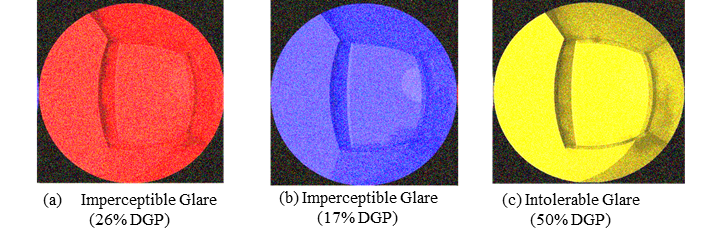 (a) Imperceptible Glare
(26% DGP)
(b) Imperceptible Glare
(17% DGP)
(c) Intolerable Glare
(50% DGP)